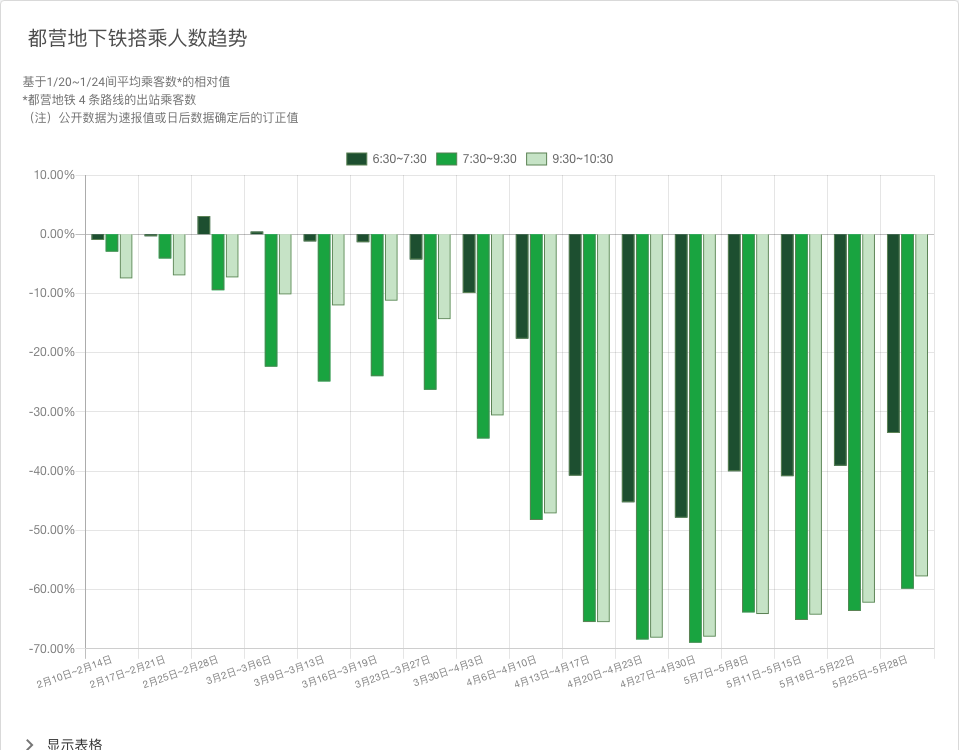 都营地下铁搭乘人数趋势
基于1/20~1/24间平均乘客数*的相对值
*都营地铁 4 条路线的出站乘客数
（注）公开数据为速报值或日后数据确定后的订正值
6:30~7:30 7:30~9:30 9:30~10:30
10.00%
0.00%
-10.00%
-20.00%
-30.00%
-40.00%
-50.00%
-60.00%
-70.00%
2月10日~2月14日
2月17日~2月21日
2月25日~2月28日
3月2日~3月6日
3月9日~3月13日
3月16日~3月19日
3月23日~3月27日
3月30日~4月3日
4月6日~4月10日
4月13日~4月17日
4月20日~4月23日
4月27日~4月30日
5月7日~5月8日
5月11日~5月15日
5月18日~5月22日
5月25日~5月28日
显示表格